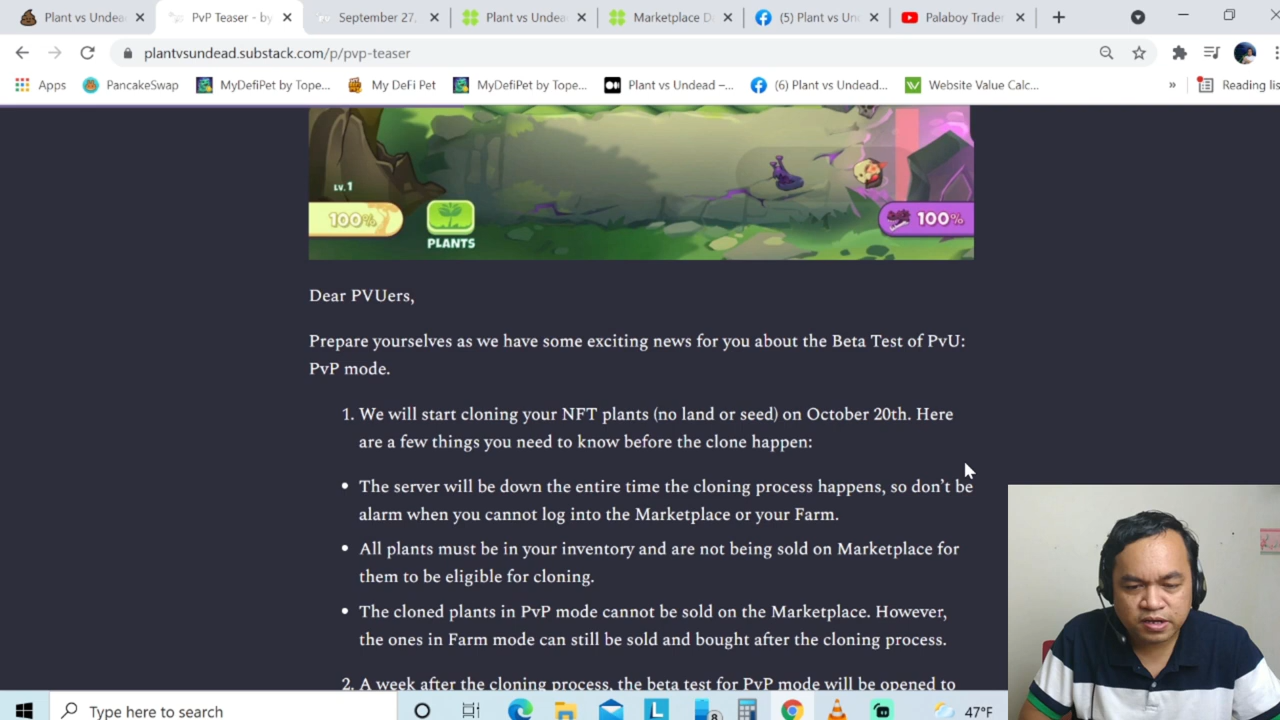 Plant vs Undea
PvP Teaser - by
September 27,
Plant vs Undea
Marketplace D
(5) Plant vs Un
Palaboy Trader
plantvsundead.substack.com/p/pvp-teaser
Apps
PancakeSwap
MyDefiPet by Tope...
My DeFi Pet
MyDefiPet by Tope...
Plant vs Undead –...
(6) Plant vs Undead...
Website Value Calc...
»
Reading lis
LV.1
100%
PLANTS
100%
Dear PVUers,
Prepare yourselves as we have some exciting news for you about the Beta Test of PvU:
PvP mode.
1. We will start cloning your NFT plants (no land or seed) on October 20th. Here
are a few things you need to know before the clone happen:
• The server will be down the entire time the cloning process happens, so don't be
alarm when you cannot log into the Marketplace or your Farm.
• All plants must be in your inventory and are not being sold on Marketplace for
them to be eligible for cloning.
• The cloned plants in PvP mode cannot be sold on the Marketplace. However,
the ones in Farm mode can still be sold and bought after the cloning process.
2. A week after the cloning process, the beta test for PvP mode will be opened to
Type here to search
8
47°F